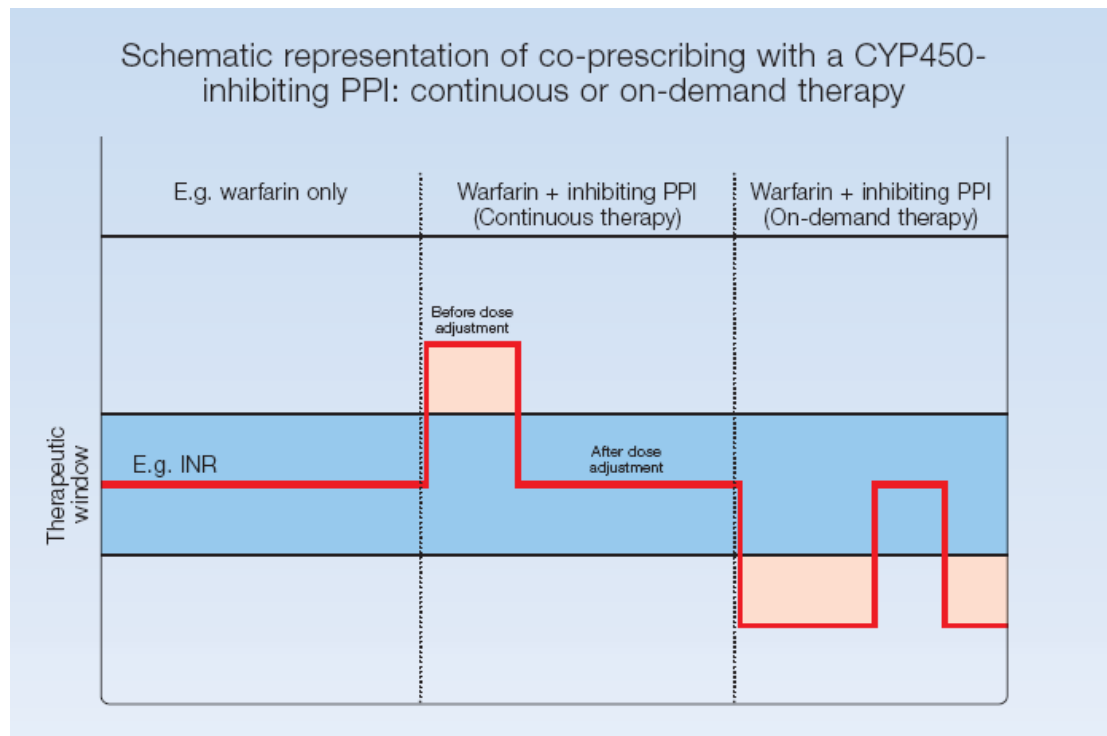 Schematic representation of co-prescribing with a CYP450-
inhibiting PPI: continuous or on-demand therapy
E.g. warfarin only
Warfarin + inhibiting PPI
(Continuous therapy)
Warfarin + inhibiting PPI
(On-demand therapy)
Before dose
adjustment
Therapeutic
window
E.g. INR
After dose
adjustment